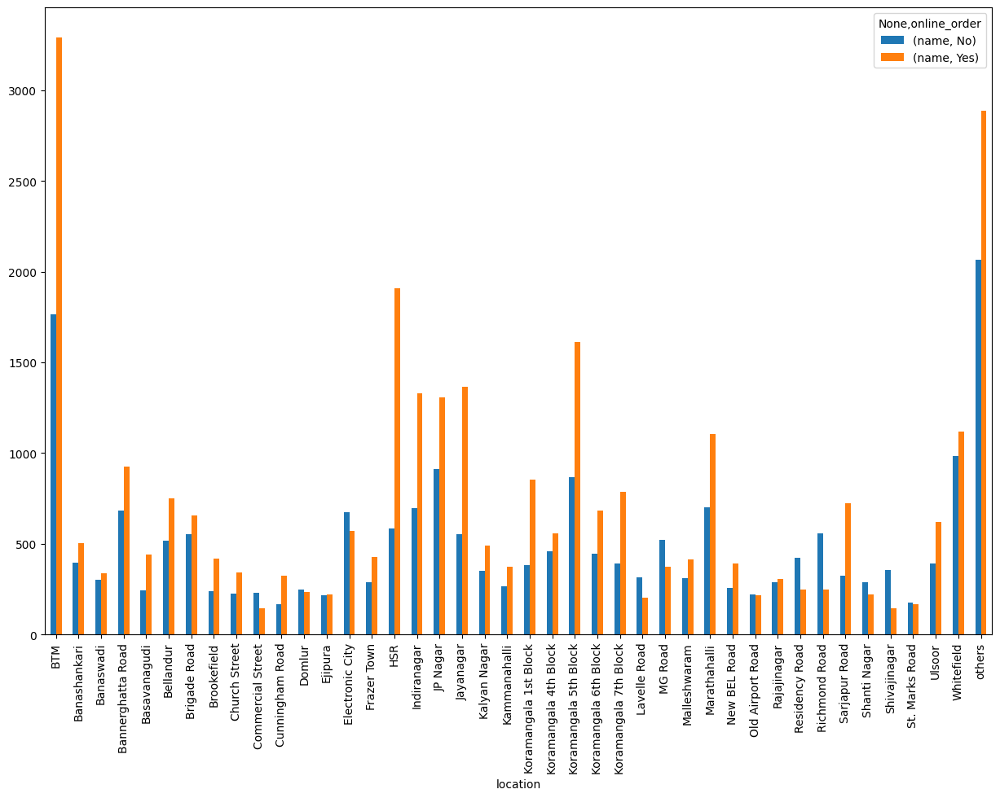 None,online_order
(name, No)
(name, Yes)
3000
2500
2000
1500
1000
500
0
BTM
Banashankari
Banaswadi
Bannerghatta Road
Basavanagudi
Bellandur
Brigade Road
Brookefield
Church Street
Commercial Street
Cunningham Road
Domlur
Ejipura
Electronic City
Frazer Town
HSR
Indiranagar
JP Nagar
Jayanagar
Kalyan Nagar
Kammanahalli
Koramangala 1st Block
Koramangala 4th Block
Koramangala 5th Block
Koramangala 6th Block
Koramangala 7th Block
Lavelle Road
MG Road
Malleshwaram
Marathahalli
New BEL Road
Old Airport Road
Rajajinagar
Residency Road
Richmond Road
Sarjapur Road
Shanti Nagar
Shivajinagar
St. Marks Road
Ulsoor
Whitefield
others
location